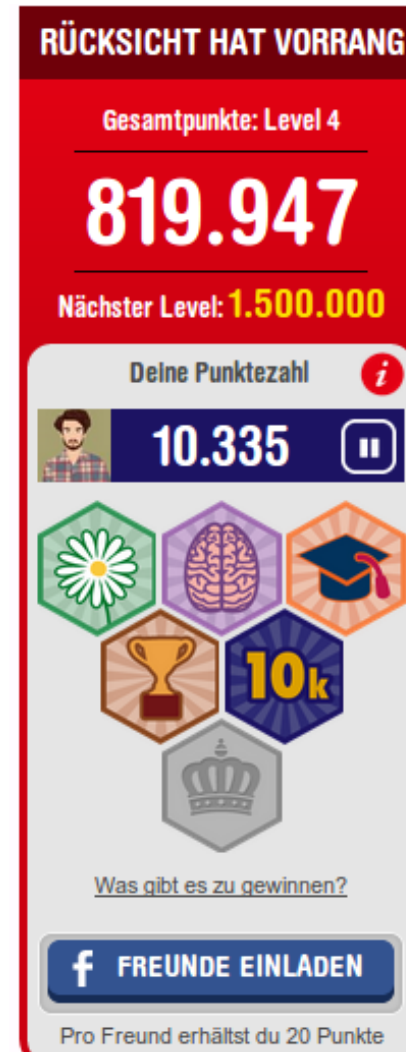 RÜCKSICHT HAT VORRANG
Gesamtpunkte: Level 4
819.947
Nächster Level: 1.500.000
Deine Punktezahl
i
10.335
10k
Was gibt es zu gewinnen?
f FREUNDE EINLADEN
Pro Freund erhältst du 20 Punkte